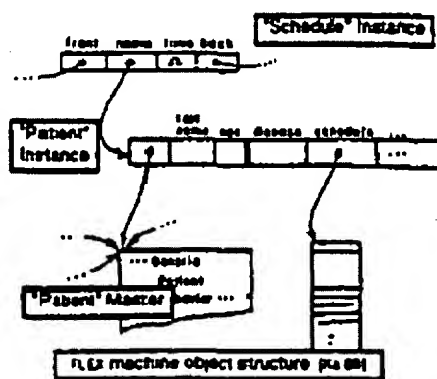 front name time back
"Schedule" Instance
"Patient"
Instance
last
name age disease schedule ...
...
... Generic
Patient
"Patient" Master
FLEX machine object structure